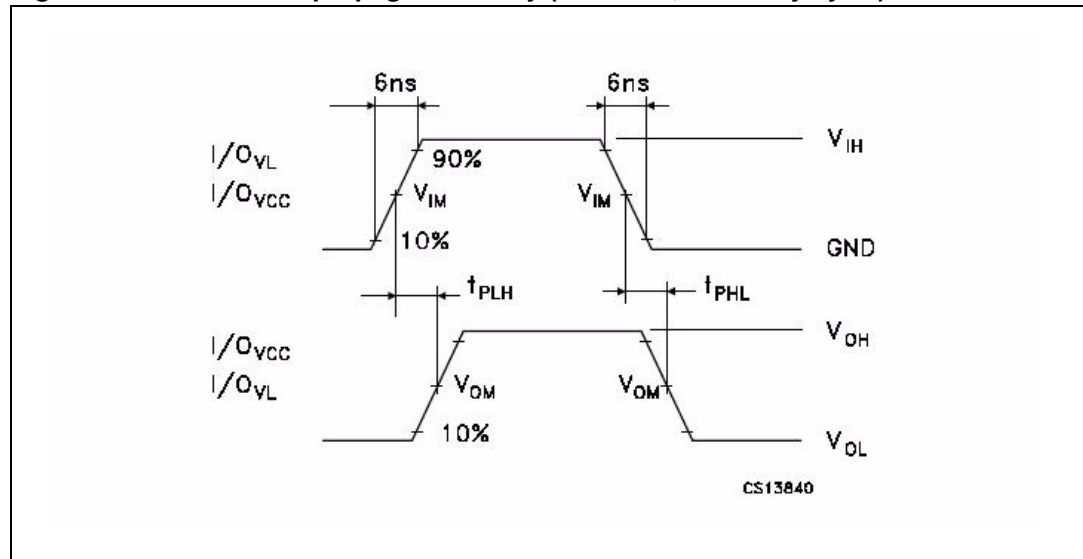 6ns 6ns
I/OVL 90% VIH
I/OVCC VIM VIM
10% GND
tPLH tPHL
I/OVCC VOH
I/OVL VOM VOM
10% VOL
CS13840